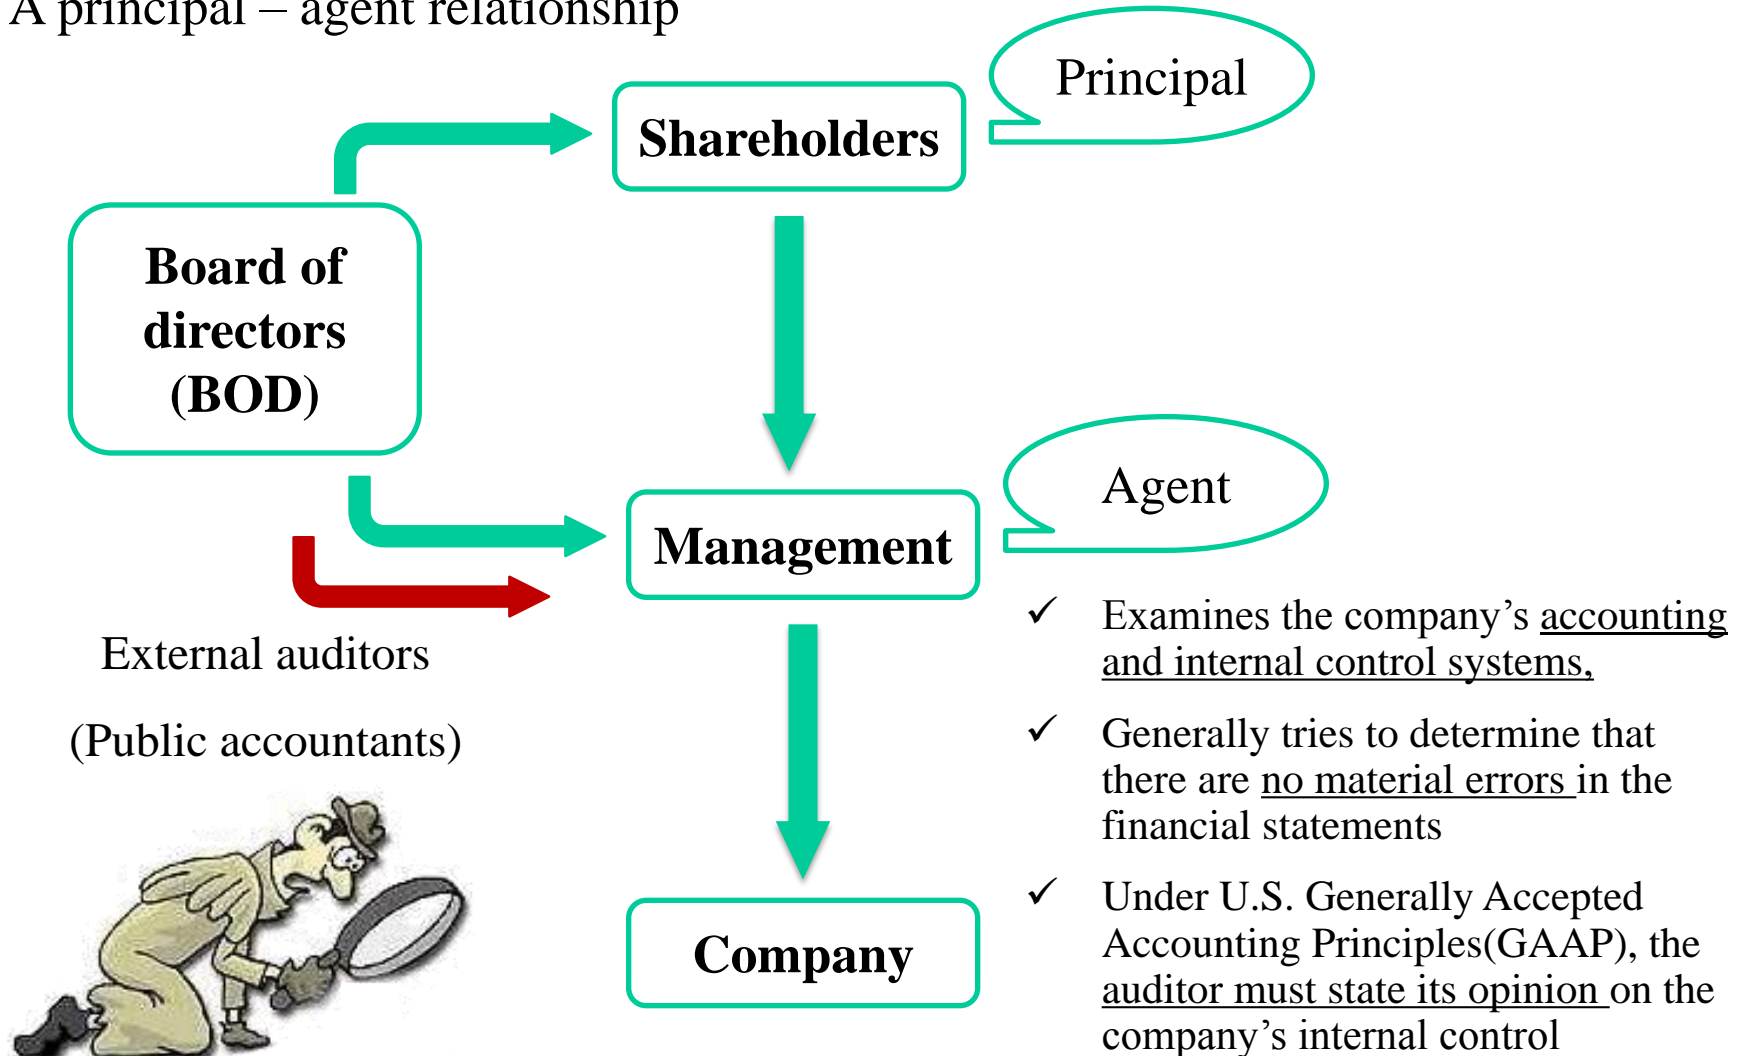 A principal – agent relationship
Principal
Shareholders
Board of
directors
(BOD)
Agent
Management
External auditors
(Public accountants)
✓ Examines the company’s accounting
and internal control systems,
✓ Generally tries to determine that
there are no material errors in the
financial statements
✓ Under U.S. Generally Accepted
Accounting Principles(GAAP), the
auditor must state its opinion on the
company’s internal control
Company